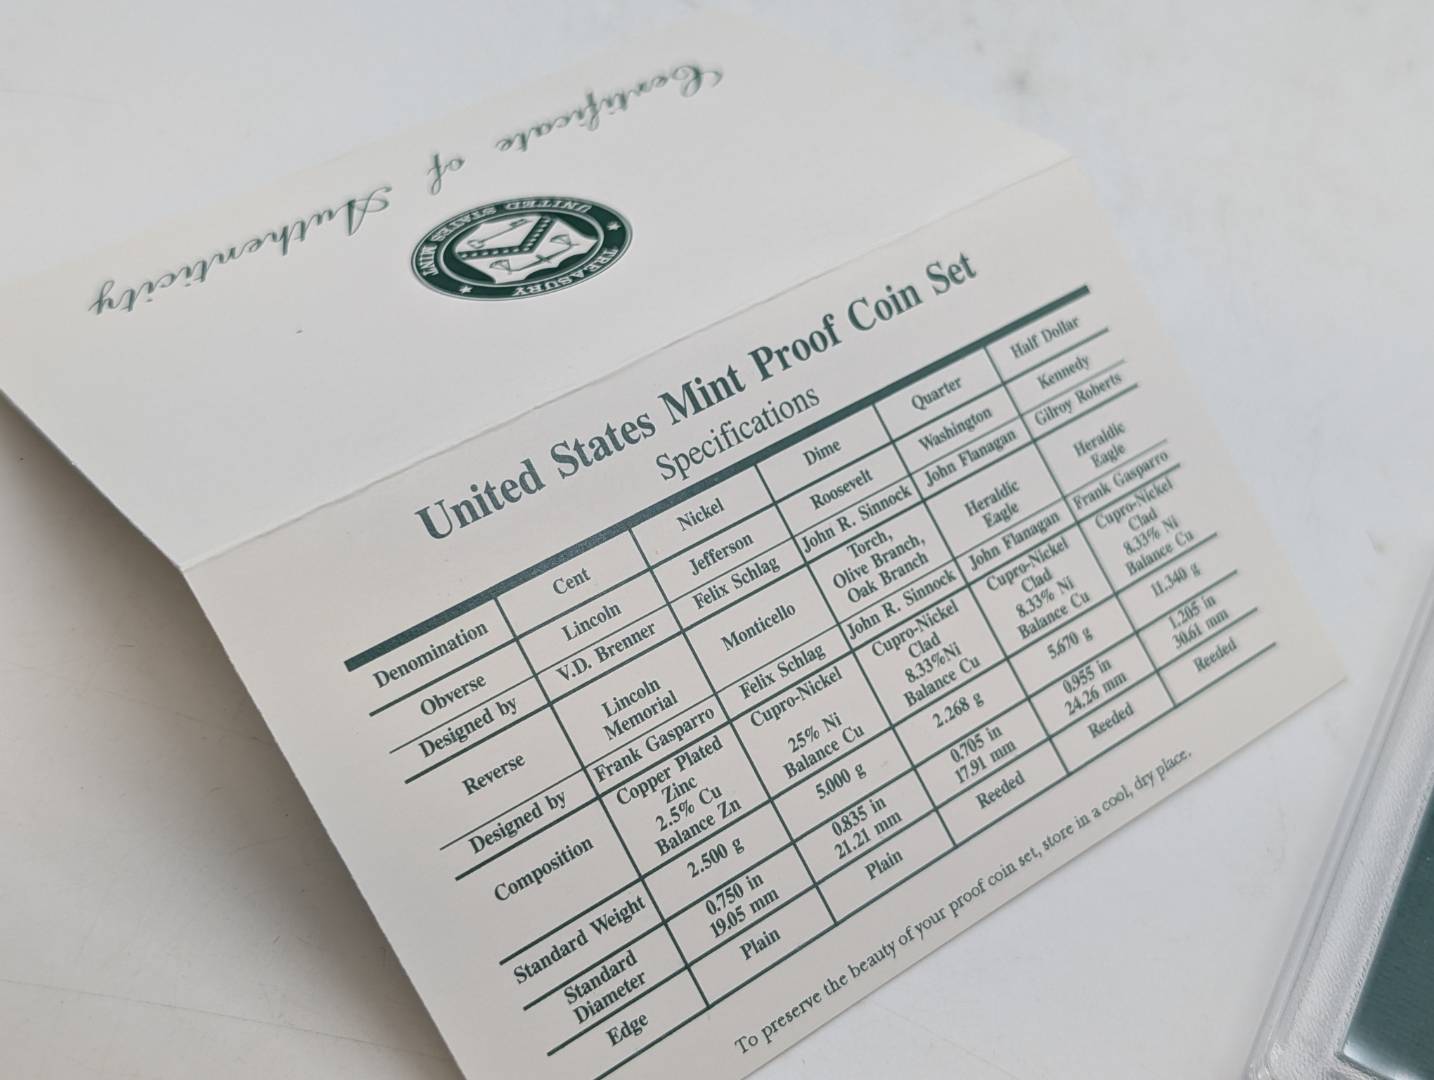 Certificate of Authenticity
UNITED STATES MINT
TREASURY
United States Mint Proof Coin Set
Specifications
Denomination Cent Nickel Dime Quarter Half Dollar
Obverse Lincoln Jefferson Roosevelt Washington Kennedy
Designed by V.D. Brenner Felix Schlag John R. Sinnock John Flanagan Gilroy Roberts
Reverse Lincoln Memorial Monticello Torch, Olive Branch, Oak Branch Heraldic Eagle Heraldic Eagle
Designed by Frank Gasparro Felix Schlag John R. Sinnock John Flanagan Frank Gasparro
Composition Copper Plated Zinc 2.5% Cu Balance Zn Cupro-Nickel 25% Ni Balance Cu Cupro-Nickel Clad 8.33%Ni Balance Cu Cupro-Nickel Clad 8.33% Ni Balance Cu Cupro-Nickel Clad 8.33% Ni Balance Cu
Standard Weight 2.500 g 5.000 g 2.268 g 5.670 g 11.340 g
Standard Diameter 0.750 in 19.05 mm 0.835 in 21.21 mm 0.705 in 17.91 mm 0.955 in 24.26 mm 1.205 in 30.61 mm
Edge Plain Plain Reeded Reeded Reeded
To preserve the beauty of your proof coin set, store in a cool, dry place.